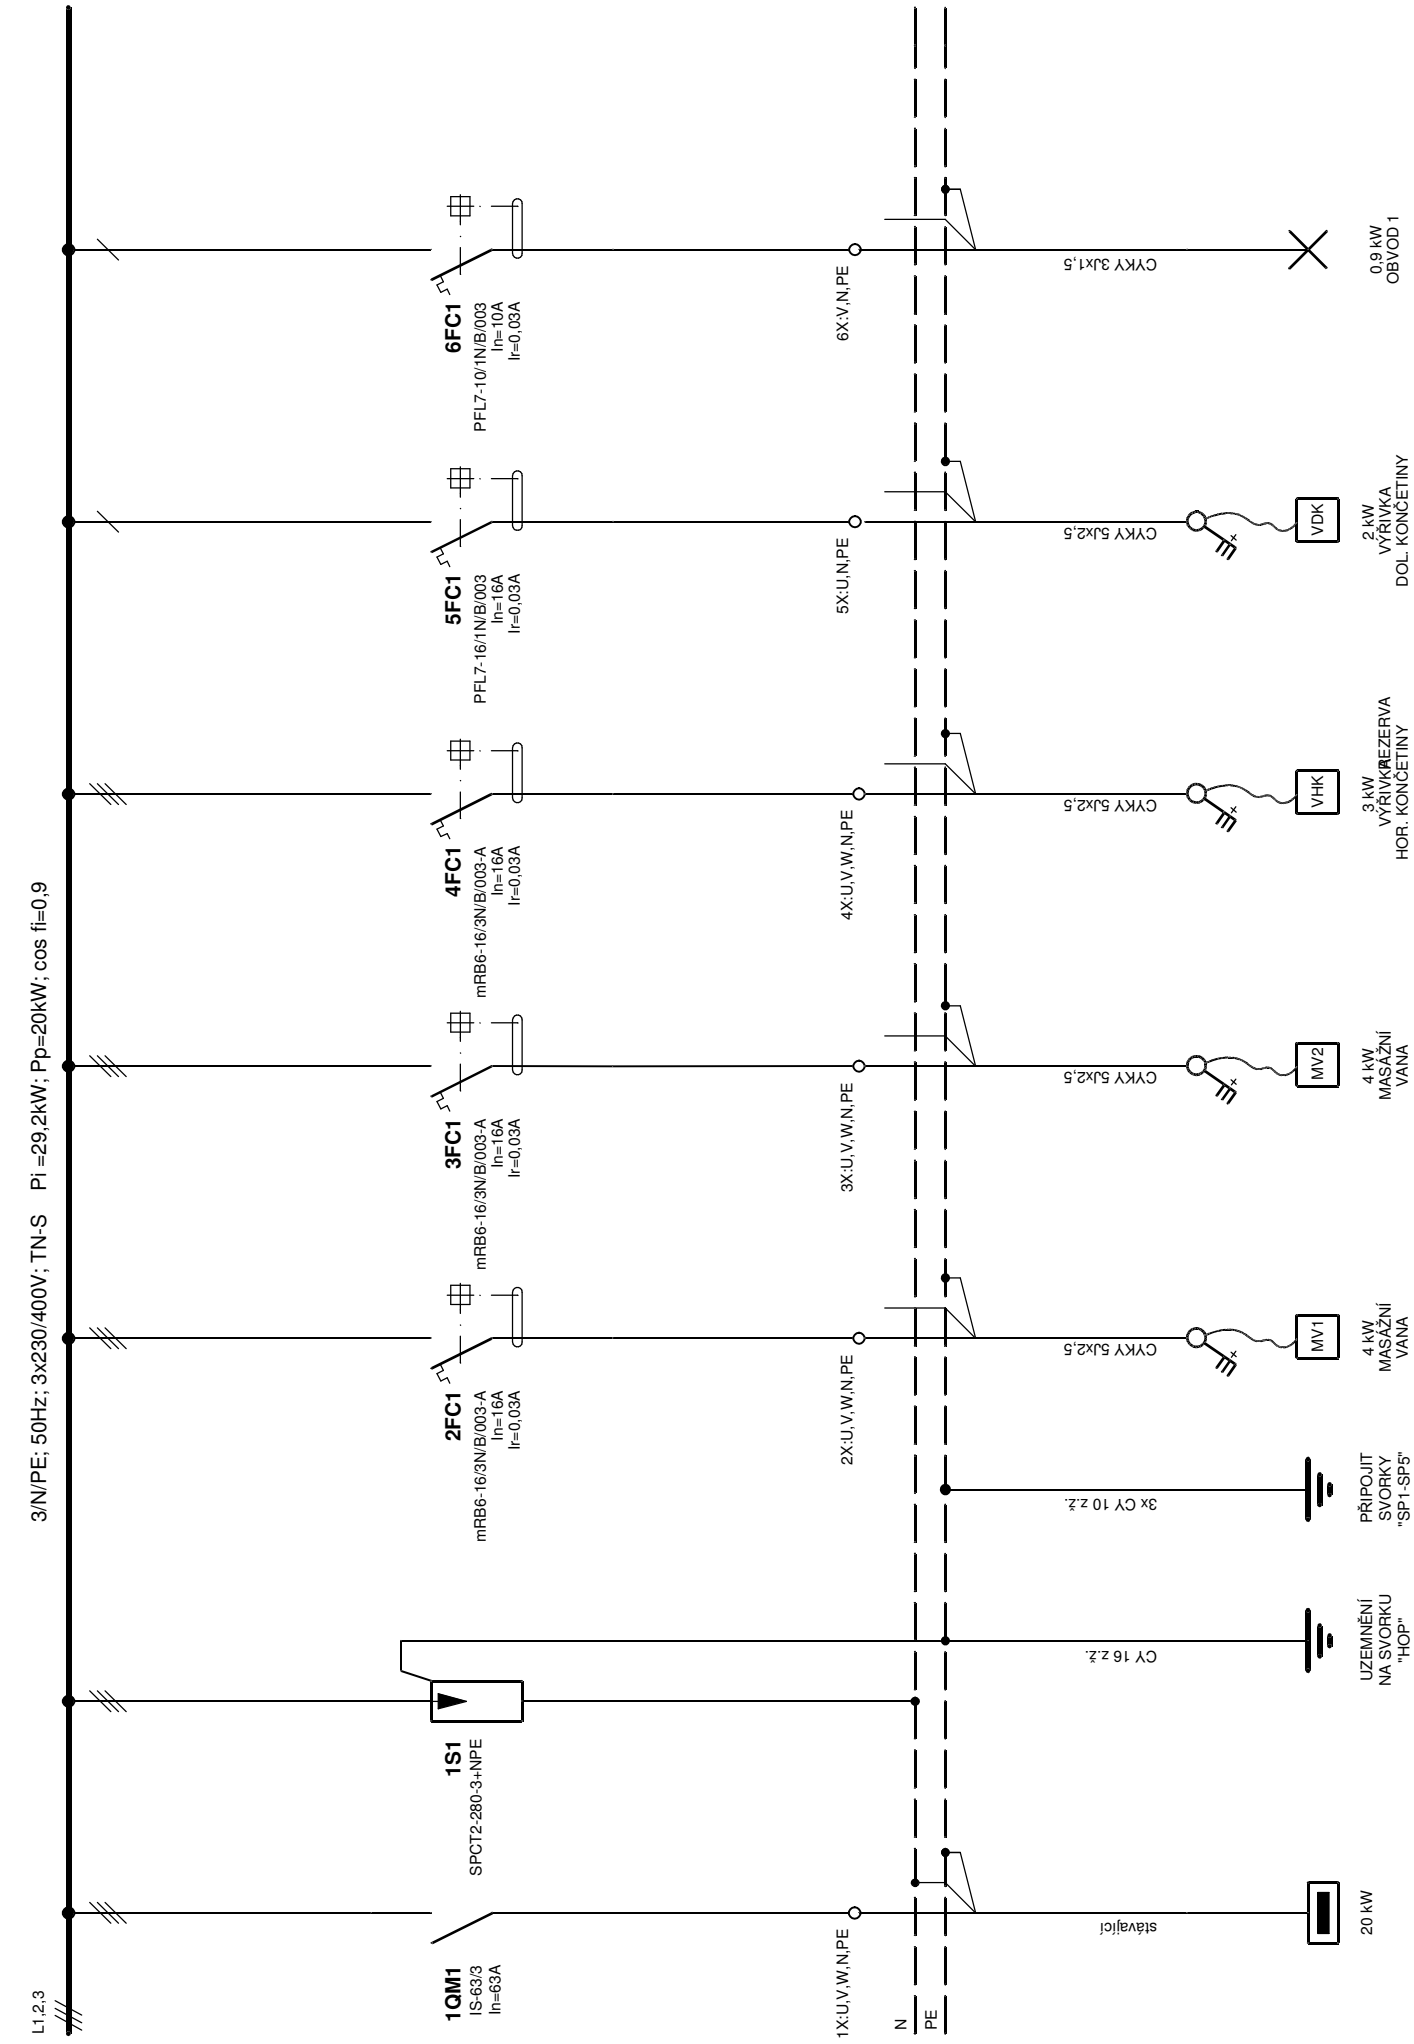 3/N/PE; 50Hz; 3x230/400V; TN-S Pi =29,2kW; Pp=20kW; cos fi=0,9
L1,2,3
1QM1
IS-63/3
In=63A
1X:U,V,W,N,PE
N
PE
stávající
20 kW
1S1
SPCT2-280-3+NPE
CY 16 z.ž.
UZEMNĚNÍ
NA SVORKU
"HOP"
3x CY 10 z.ž.
PŘIPOJIT
SVORKY
"SP1-SP5"
2FC1
mRB6-16/3N/B/003-A
In=16A
Ir=0,03A
2X:U,V,W,N,PE
CYKY 5Jx2,5
MV1
4 kW
MASÁŽNÍ
VANA
3FC1
mRB6-16/3N/B/003-A
In=16A
Ir=0,03A
3X:U,V,W,N,PE
CYKY 5Jx2,5
MV2
4 kW
MASÁŽNÍ
VANA
4FC1
mRB6-16/3N/B/003-A
In=16A
Ir=0,03A
4X:U,V,W,N,PE
CYKY 5Jx2,5
VHK
3 kW
VÝŘIVKA
REZERVA
HOR. KONČETINY
5FC1
PFL7-16/1N/B/003
In=16A
Ir=0,03A
5X:U,N,PE
CYKY 5Jx2,5
VDK
2 kW
VÝŘIVKA
DOL. KONČETINY
6FC1
PFL7-10/1N/B/003
In=10A
Ir=0,03A
6X:V,N,PE
CYKY 3Jx1,5
0,9 kW
OBVOD 1